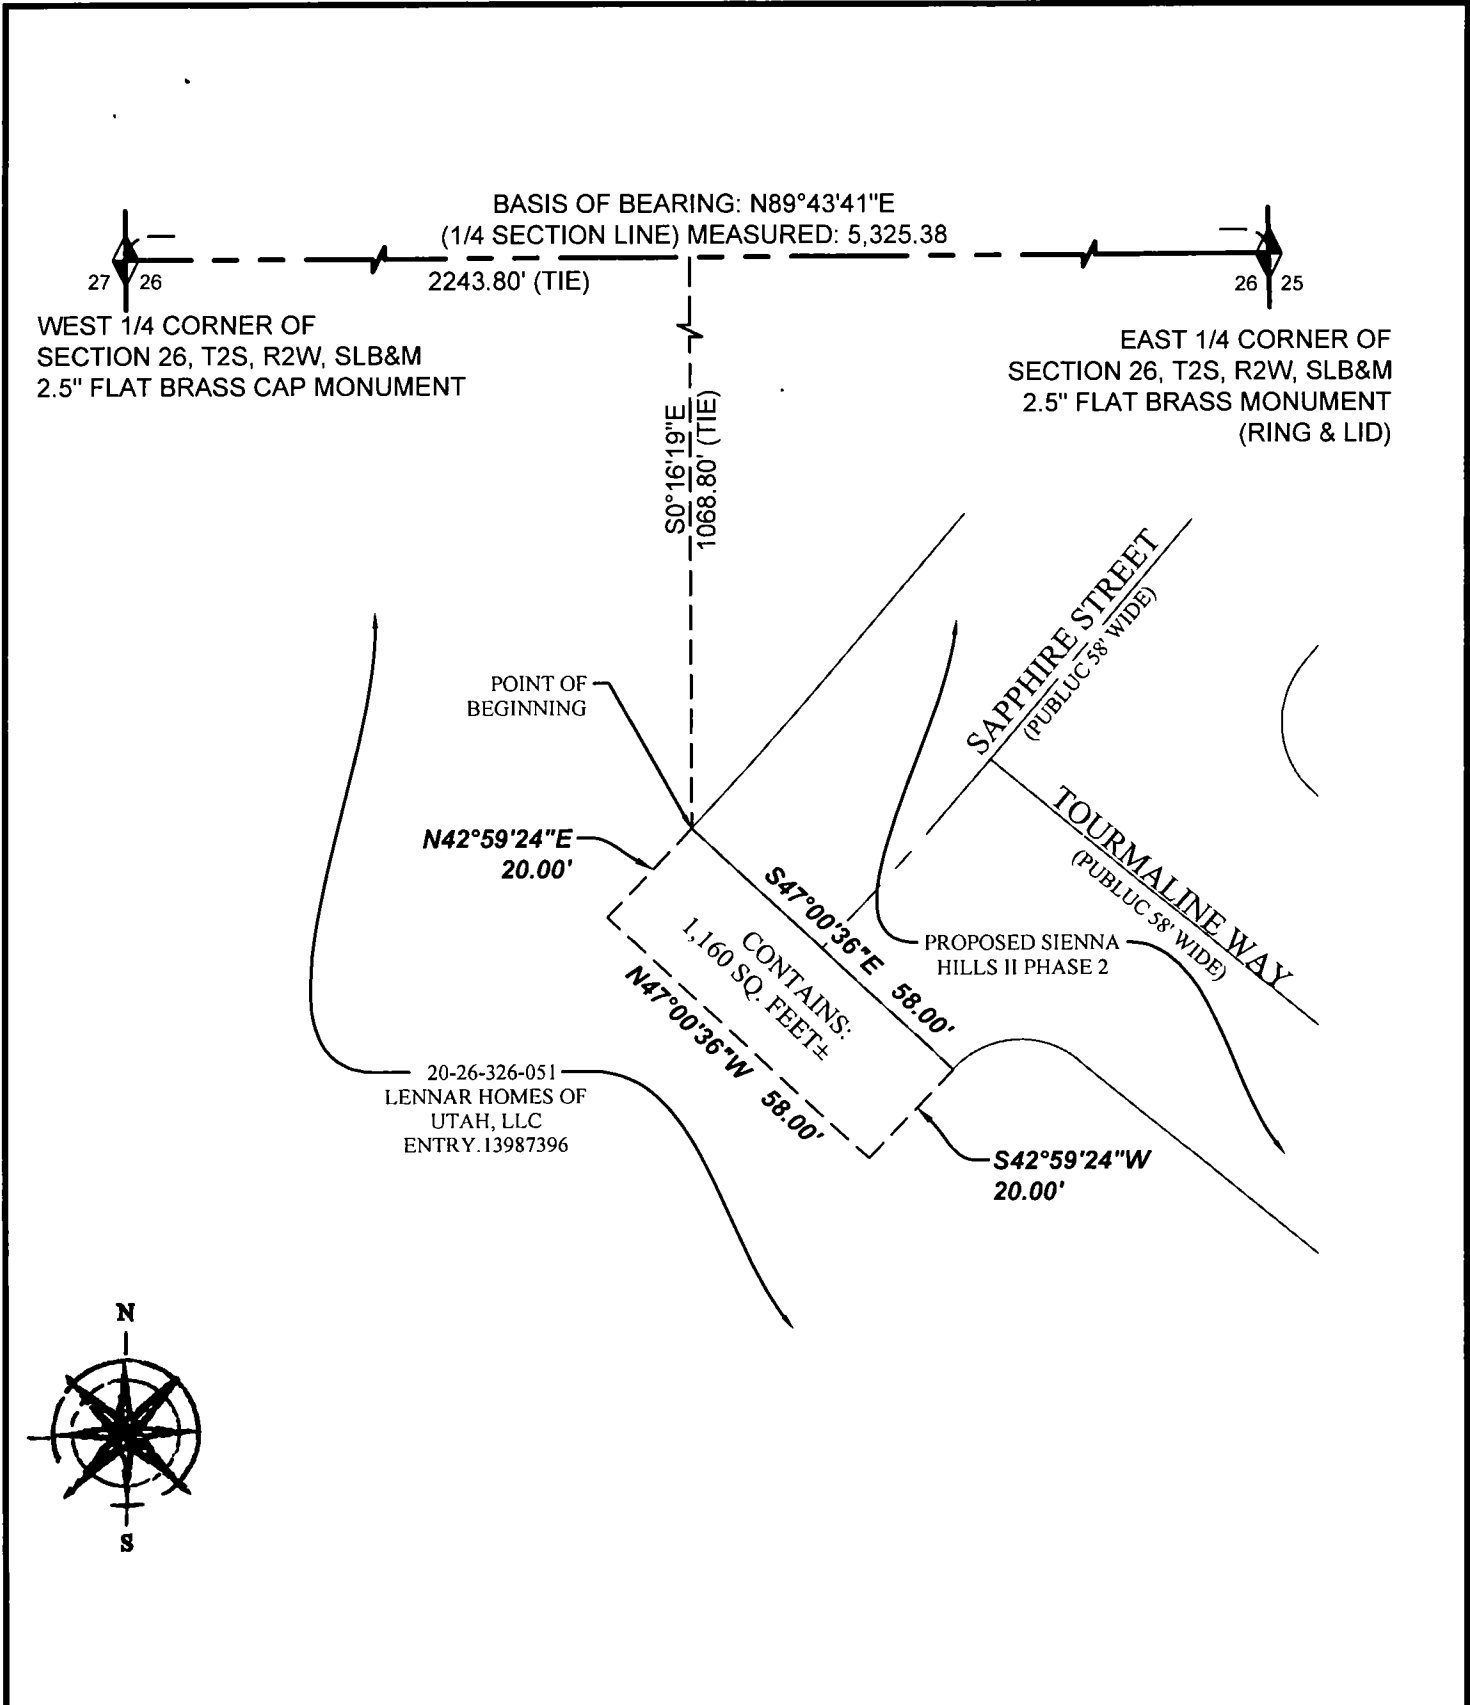 BASIS OF BEARING: N89°43'41"E
(1/4 SECTION LINE) MEASURED: 5,325.38
2243.80' (TIE)
27 26
26 25
WEST 1/4 CORNER OF
SECTION 26, T2S, R2W, SLB&M
2.5" FLAT BRASS CAP MONUMENT
EAST 1/4 CORNER OF
SECTION 26, T2S, R2W, SLB&M
2.5" FLAT BRASS MONUMENT
(RING & LID)
S0°16'19"E
1068.80' (TIE)
SAPPHIRE STREET
(PUBLUC 58' WIDE)
POINT OF
BEGINNING
TOURMALINE WAY
(PUBLUC 58' WIDE)
N42°59'24"E
20.00'
S47°00'36"E 58.00'
CONTAINS:
1,160 SQ. FEET±
PROPOSED SIENNA
HILLS II PHASE 2
N47°00'36"W 58.00'
20-26-326-051
LENNAR HOMES OF
UTAH, LLC
ENTRY.13987396
S42°59'24"W
20.00'
N
S